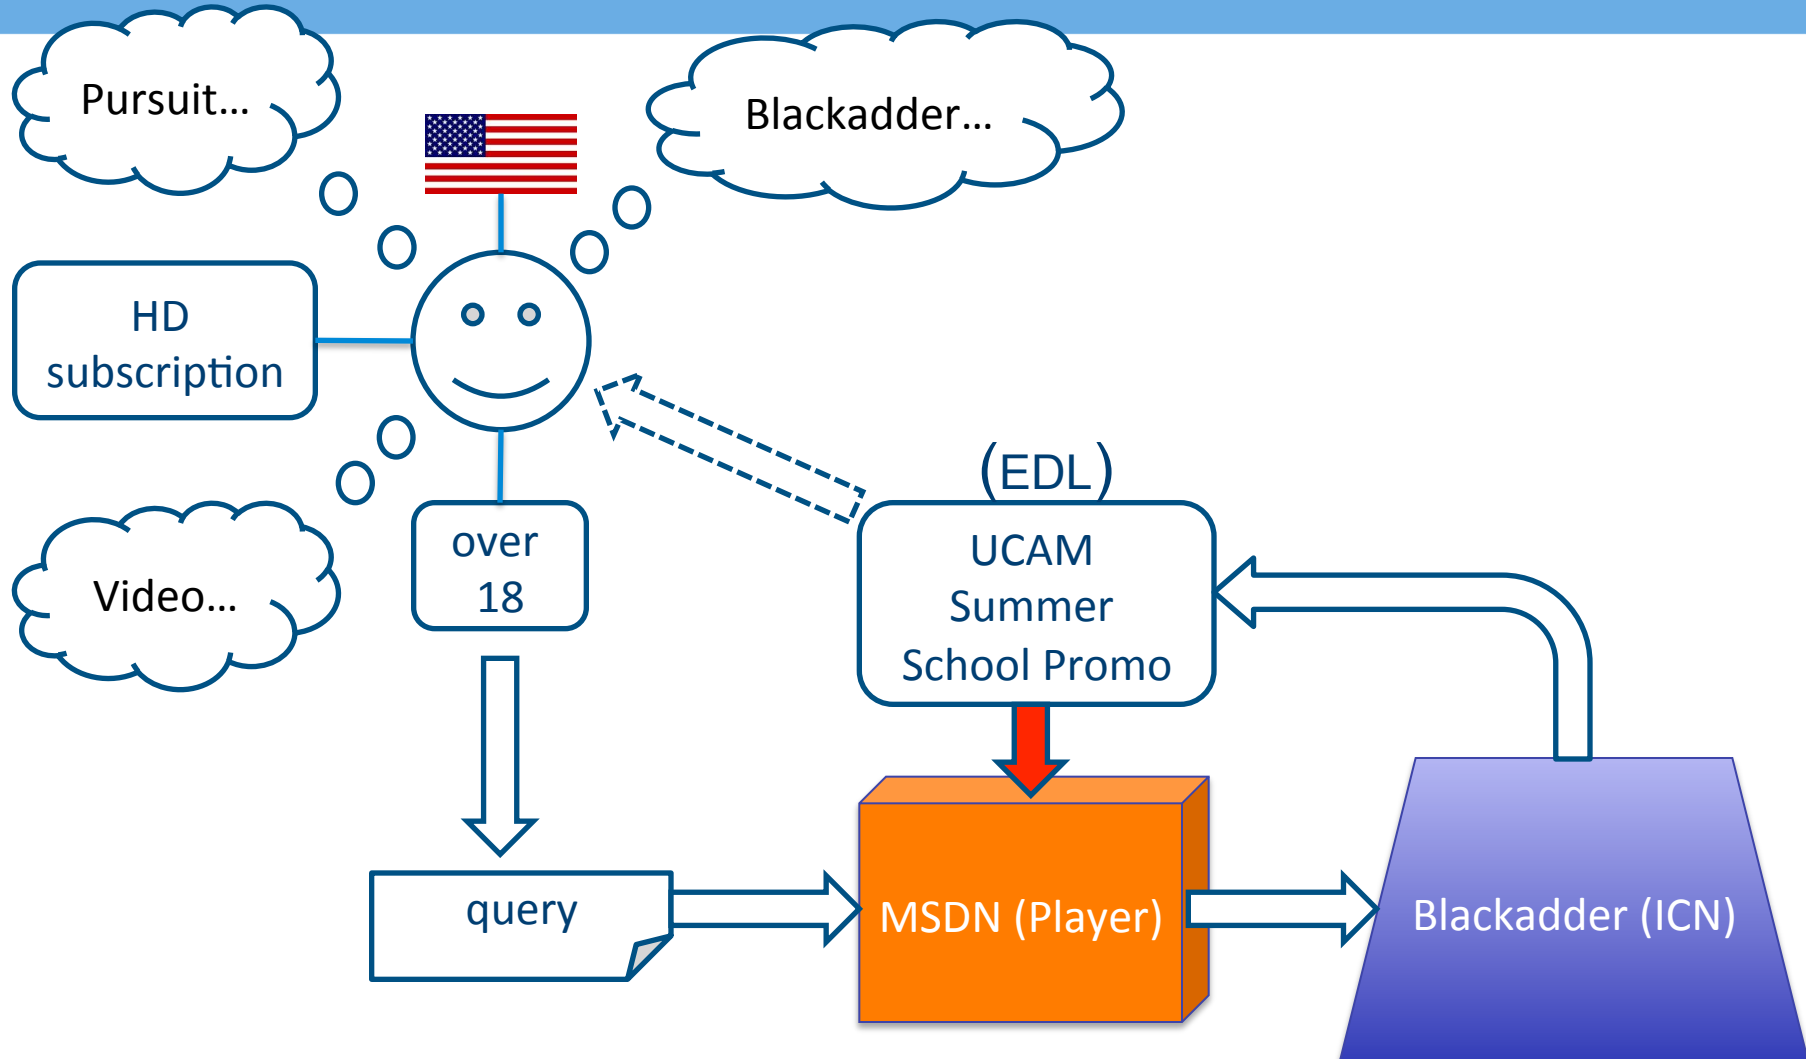 Pursuit...
Blackadder...
HD
subscription
(EDL)
over
18
UCAM
Summer
School Promo
Video...
query
MSDN (Player)
Blackadder (ICN)